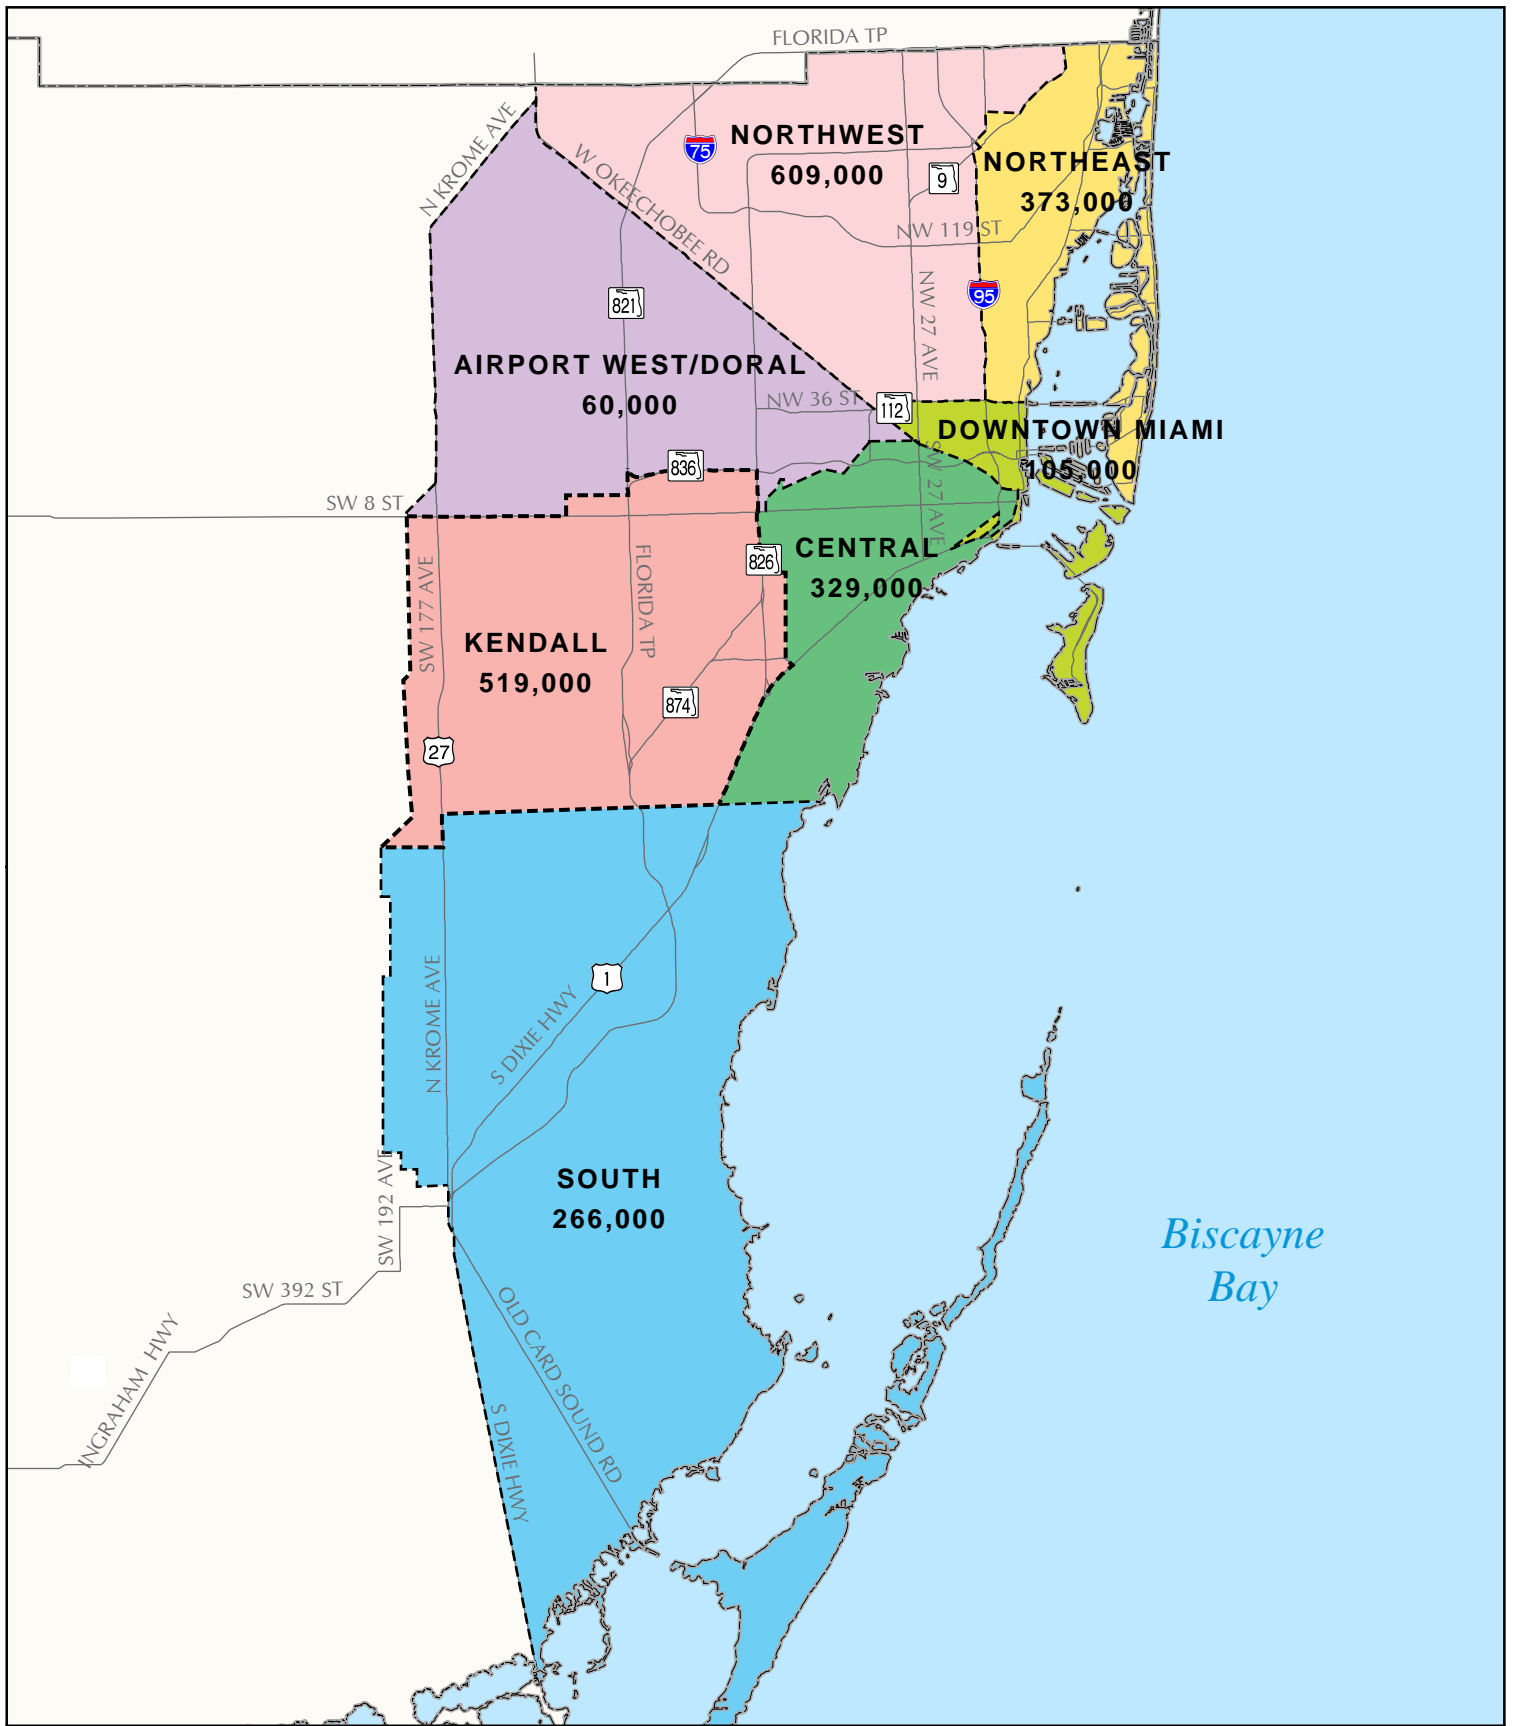 FLORIDA TP
N KROME AVE
75
NORTHWEST
609,000
9
NORTHEAST
373,000
W OKEECHOBEE RD
NW 119 ST
821
NW 27 AVE
95
AIRPORT WEST/DORAL
60,000
NW 36 ST
112
DOWNTOWN MIAMI
105,000
836
SW 27 AVE
SW 8 ST
826
CENTRAL
329,000
SW 177 AVE
FLORIDA TP
KENDALL
519,000
874
27
N KROME AVE
1
S DIXIE HWY
SOUTH
266,000
SW 192 AVE
SW 392 ST
Biscayne
Bay
INGRAHAM HWY
OLD CARD SOUND RD
S DIXIE HWY